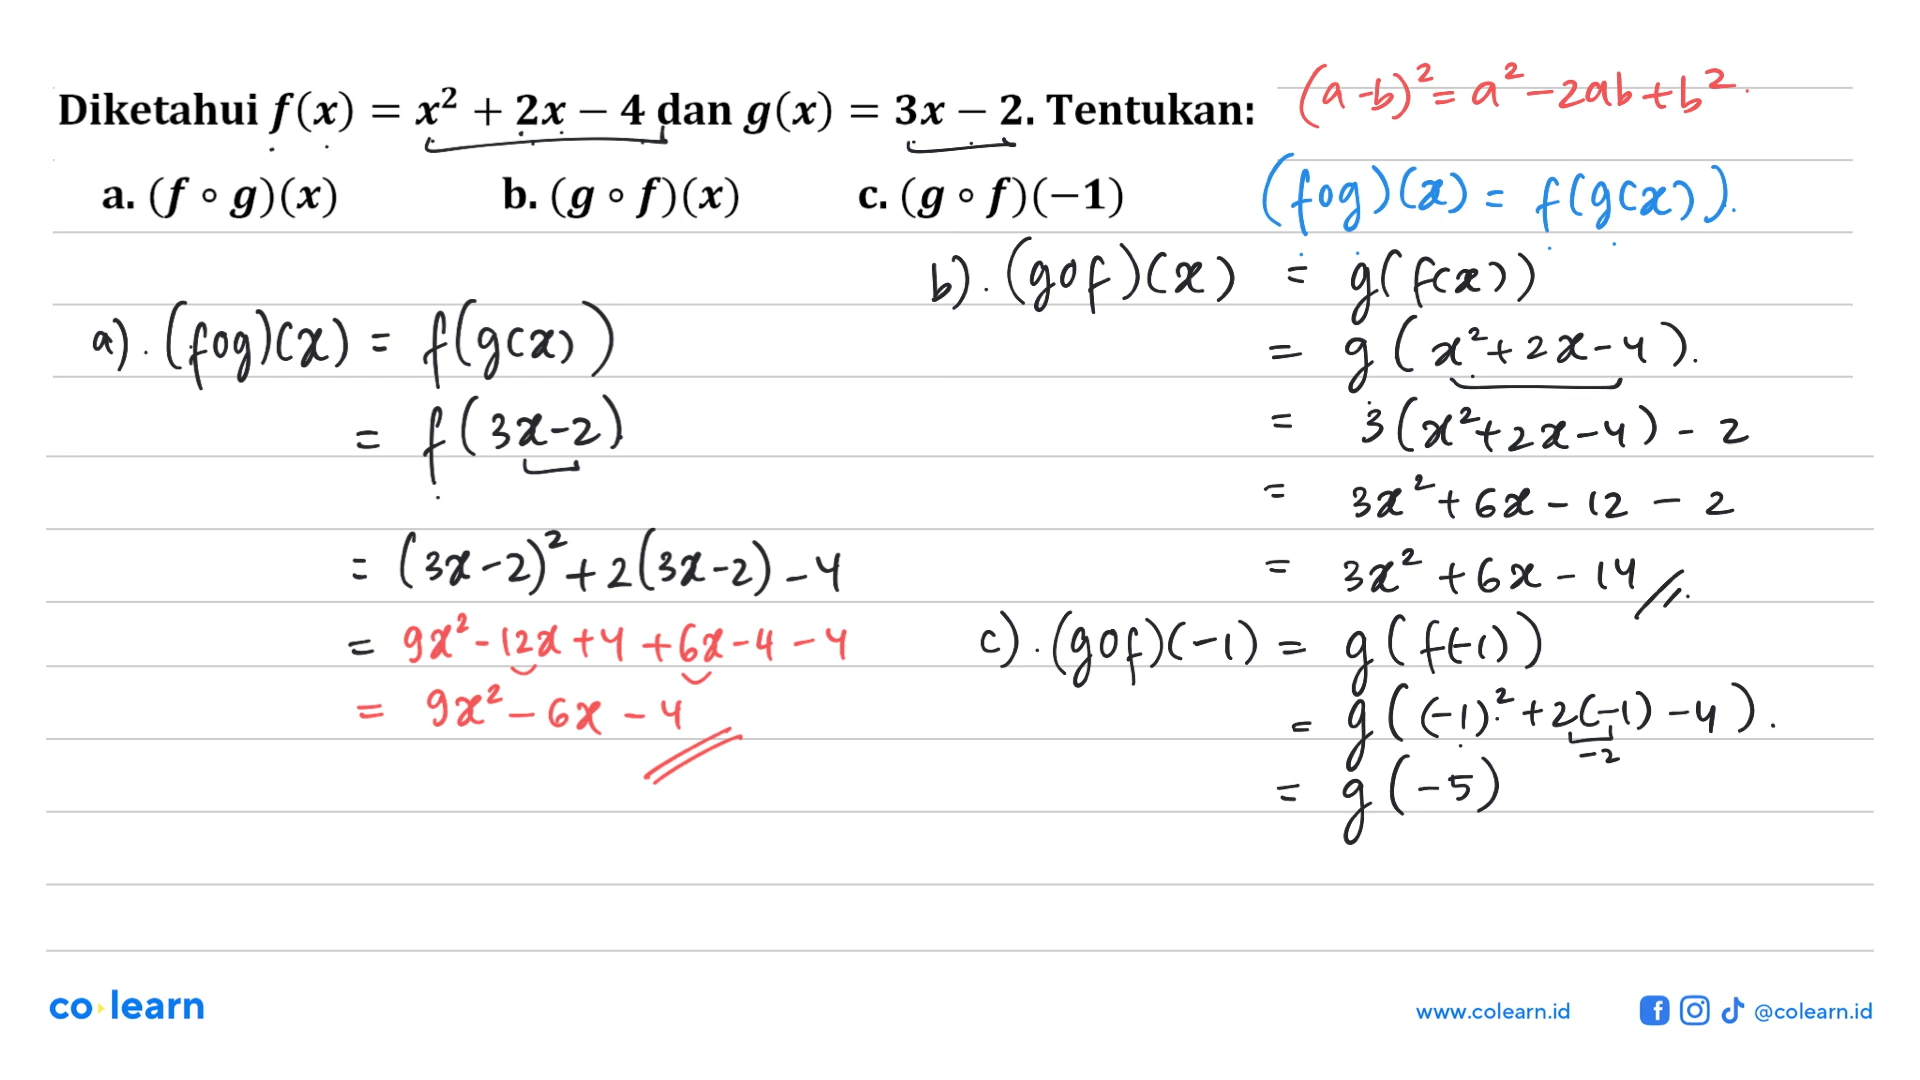 Diketahui f(x) = x² + 2x − 4 dan g(x) = 3x − 2. Tentukan:
a. (f ∘ g)(x) b. (g ∘ f)(x) c. (g ∘ f)(−1)
(a-b)² = a² - 2ab + b².
(fog)(x) = f(g(x)).
a). (fog)(x) = f(g(x))
= f(3x-2)
= (3x-2)² + 2(3x-2) - 4
= 9x² - 12x + 4 + 6x - 4 - 4
= 9x² - 6x - 4
b). (gof)(x) = g(f(x))
= g(x² + 2x - 4).
= 3(x² + 2x - 4) - 2
= 3x² + 6x - 12 - 2
= 3x² + 6x - 14
c). (gof)(-1) = g(f(-1))
= g((-1)² + 2(-1) - 4).
-2
= g(-5)
co learn
www.colearn.id
@colearn.id